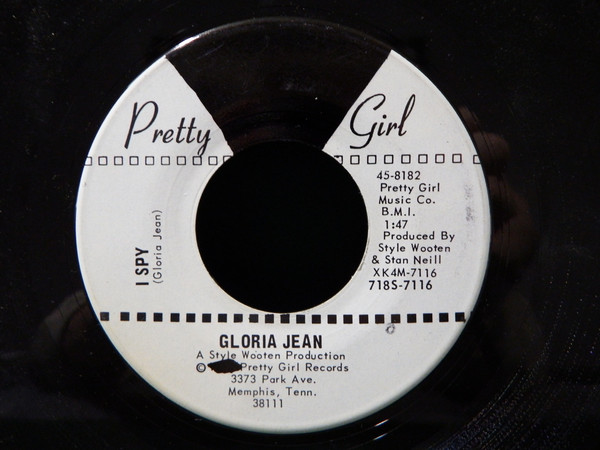 Pretty Girl
45-8182
Pretty Girl
Music Co.
B.M.I.
1:47
Produced By
Style Wooten
& Stan Neill
XK4M-7116
718S-7116
I SPY
(Gloria Jean)
GLORIA JEAN
A Style Wooten Production
© Pretty Girl Records
3373 Park Ave.
Memphis, Tenn.
38111